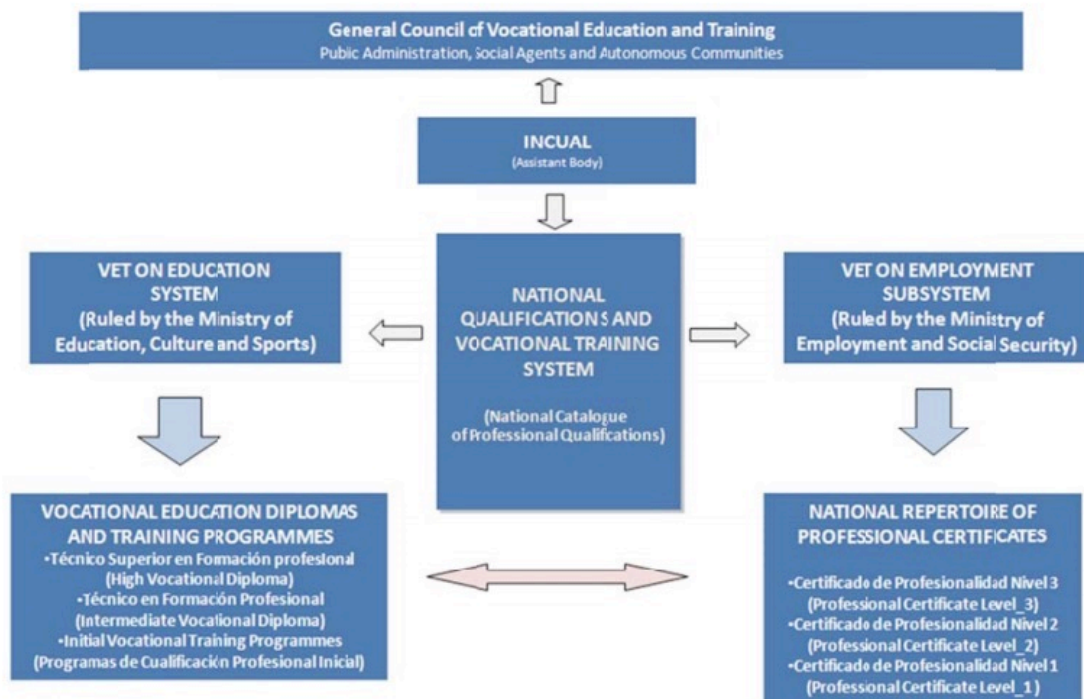 General Council of Vocational Education and Training
Pubic Administration, Social Agents and Autonomous Communities
INCUAL
(Assistant Body)
VET ON EDUCATION
SYSTEM
(Ruled by the Ministry of
Education, Culture and Sports)
NATIONAL
QUALIFICATIONS AND
VOCATIONAL TRAINING
SYSTEM
(National Catalogue
of Professional Qualifications)
VET ON EMPLOYMENT
SUBSYSTEM
(Ruled by the Ministry of
Employment and Social Security)
VOCATIONAL EDUCATION DIPLOMAS
AND TRAINING PROGRAMMES
•Técnico Superior en Formación profesional
(High Vocational Diploma)
•Técnico en Formación Profesional
(Intermediate Vocational Diploma)
•Initial Vocational Training Programmes
(Programas de Cualificación Profesional Inicial)
NATIONAL REPERTOIRE OF
PROFESSIONAL CERTIFICATES
•Certificado de Profesionalidad Nivel 3
(Professional Certificate Level_3)
•Certificado de Profesionalidad Nivel 2
(Professional Certificate Level_2)
•Certificado de Profesionalidad Nivel 1
(Professional Certificate Level_1 )